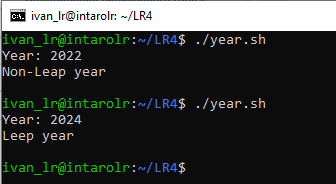 ivan_lr@intarolr: ~/LR4
ivan_lr@intarolr:~/LR4$ ./year.sh
Year: 2022
Non-Leap year
ivan_lr@intarolr:~/LR4$ ./year.sh
Year: 2024
Leep year
ivan_lr@intarolr:~/LR4$